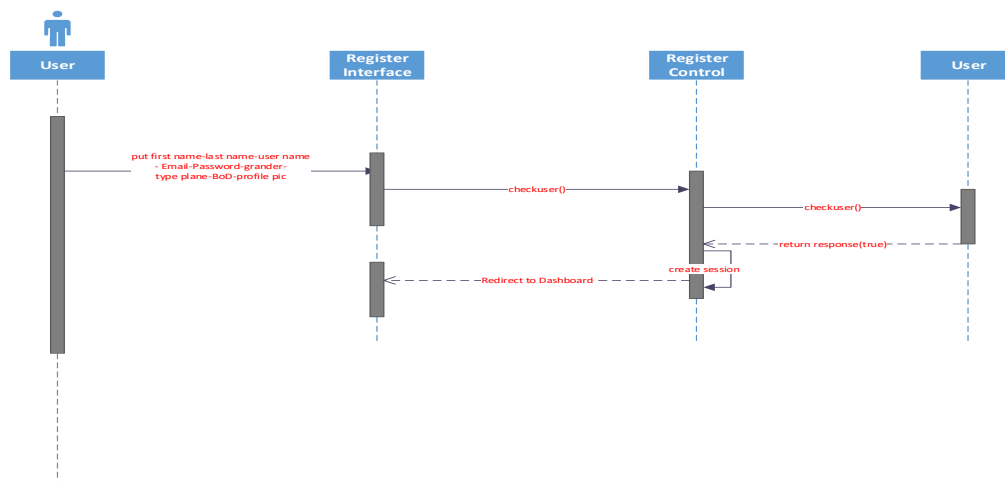 User
Register
Interface
Register
Control
User
put first name-last name-user name
- Email-Password-grander-
type plane-BoD-profile pic
checkuser()
checkuser()
return response(true)
create session
Redirect to Dashboard